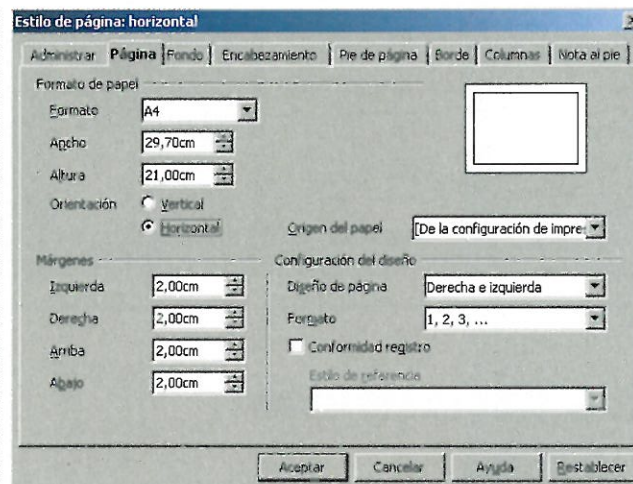 Estilo de página: horizontal
Administrar Página Fondo Encabezamiento Pie de página Borde Columnas Nota al pie
Formato de papel
Formato A4
Ancho 29,70cm
Altura 21,00cm
Orientación Vertical
Horizontal Origen del papel [De la configuración de impre
Márgenes Configuración del diseño
Izquierda 2,00cm Diseño de página Derecha e izquierda
Derecha 2,00cm Formato 1, 2, 3, ...
Arriba 2,00cm Conformidad registro
Abajo 2,00cm Estilo de referencia
Aceptar Cancelar Ayuda Restablecer